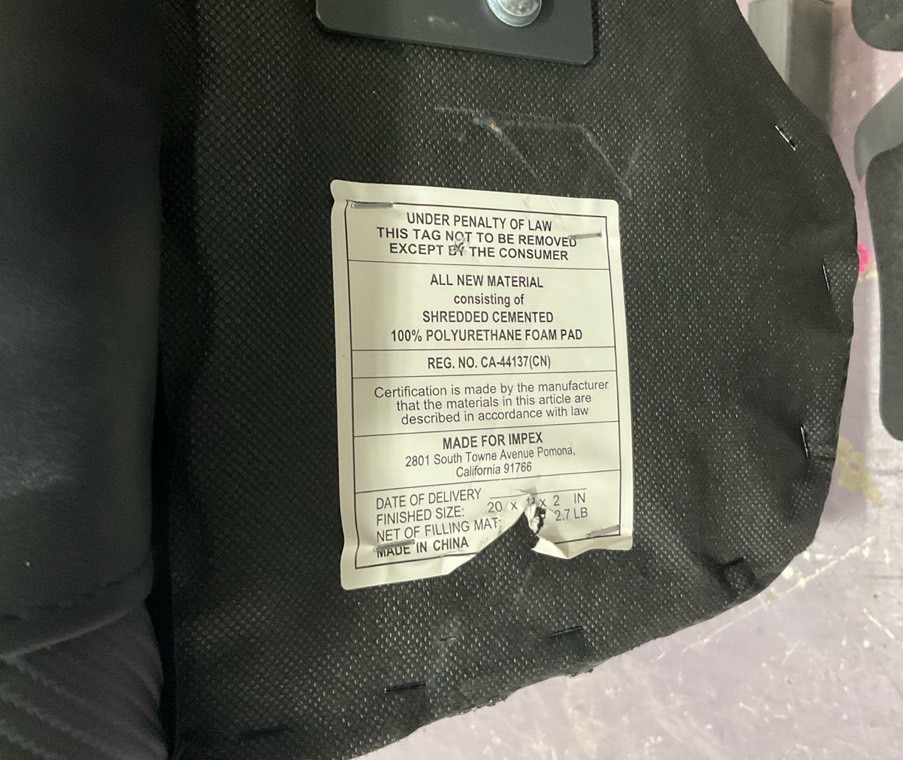 UNDER PENALTY OF LAW
THIS TAG NOT TO BE REMOVED
EXCEPT BY THE CONSUMER
ALL NEW MATERIAL
consisting of
SHREDDED CEMENTED
100% POLYURETHANE FOAM PAD
REG. NO. CA-44137(CN)
Certification is made by the manufacturer
that the materials in this article are
described in accordance with law
MADE FOR IMPEX
2801 South Towne Avenue Pomona,
California 91766
DATE OF DELIVERY
FINISHED SIZE: 20 x x 2 IN
NET OF FILLING MAT: 2.7 LB
MADE IN CHINA